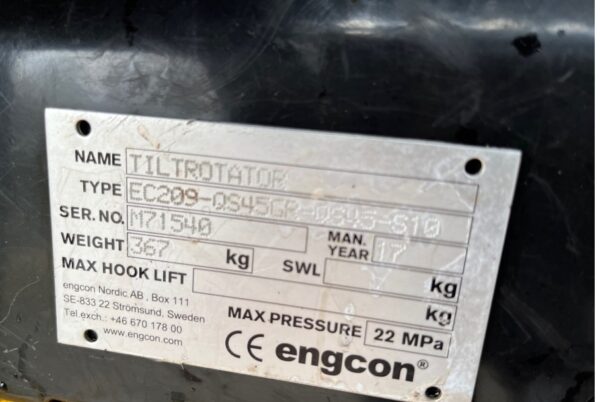 NAME TILTROTATOR
TYPE EC209-QS45GR-QS45-S10
SER. NO. M71540 MAN. YEAR 17
WEIGHT 367 kg SWL kg
MAX HOOK LIFT kg
engcon Nordic AB, Box 111
SE-833 22 Strömsund, Sweden
Tel exch.: +46 670 178 00
www.engcon.com
MAX PRESSURE 22 MPa
CE engcon®